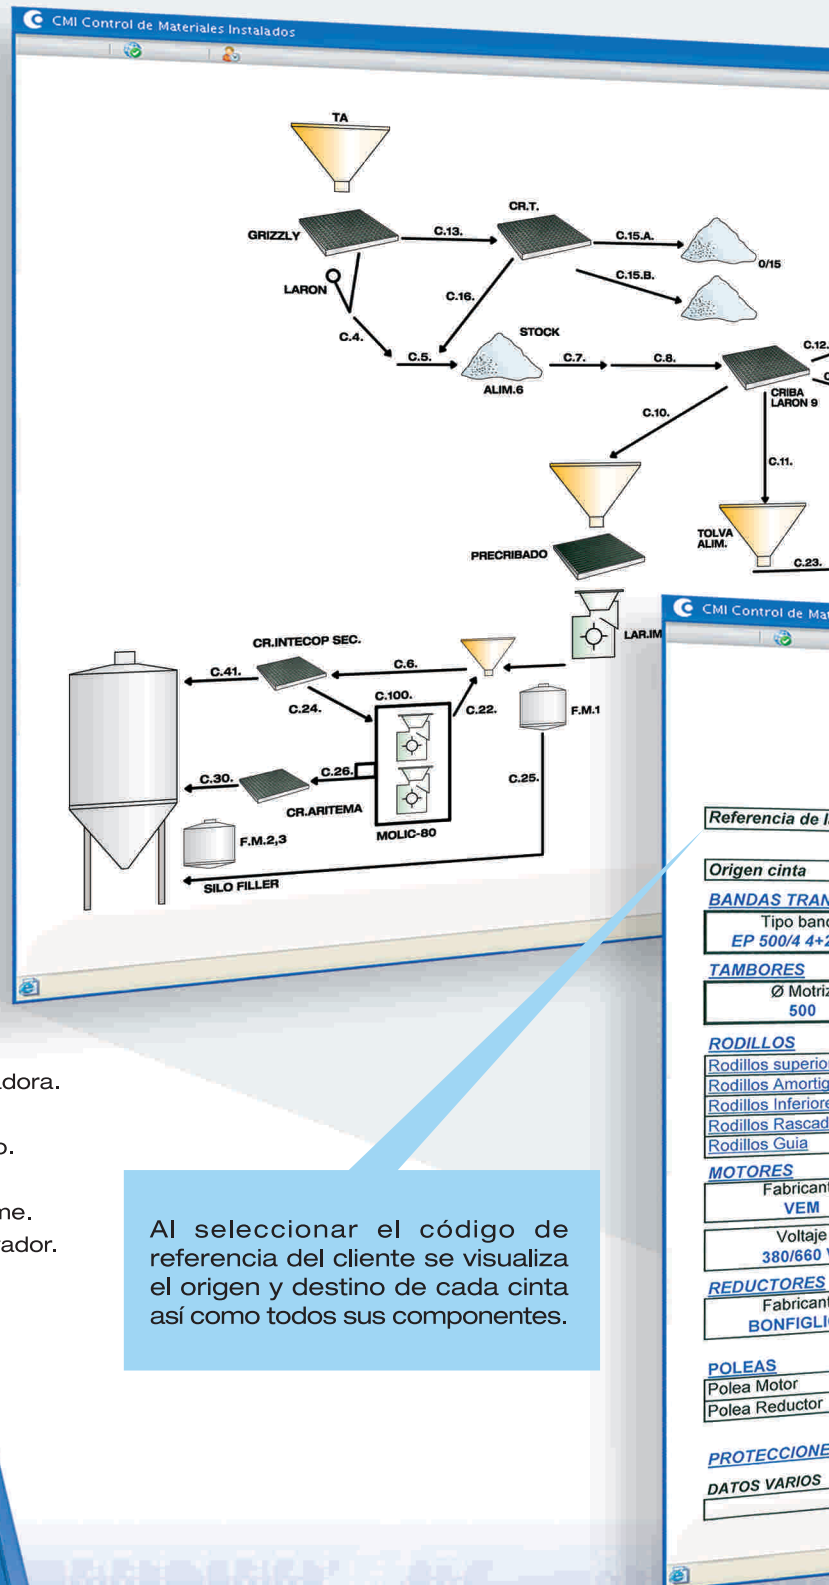 CMI Control de Materiales Instalados
TA
GRIZZLY
C.13.
CR.T.
C.15.A.
0/15
C.15.B.
LARON
C.16.
C.4.
C.5.
STOCK
ALIM.6
C.7.
C.8.
C.12.
CRIBA
LARON 9
C.10.
C.11.
TOLVA
ALIM.
C.23.
PRECRIBADO
LAR.IM
CR.INTECOP SEC.
C.41.
C.6.
C.24.
C.100.
C.22.
F.M.1
C.30.
C.26.
C.25.
CR.ARITEMA
MOLIC-80
F.M.2,3
SILO FILLER
CMI Control de Mat
Referencia de l
Origen cinta
BANDAS TRAN
Tipo band
EP 500/4 4+2
TAMBORES
Ø Motriz
500
RODILLOS
Rodillos superio
Rodillos Amortig
Rodillos Inferiore
Rodillos Rascad
Rodillos Guia
MOTORES
Fabricant
VEM
Voltaje
380/660 V
REDUCTORES
Fabricant
BONFIGLI
POLEAS
Polea Motor
Polea Reductor
PROTECCIONE
DATOS VARIOS
adora.
o.
me.
rador.
Al seleccionar el código de
referencia del cliente se visualiza
el origen y destino de cada cinta
así como todos sus componentes.